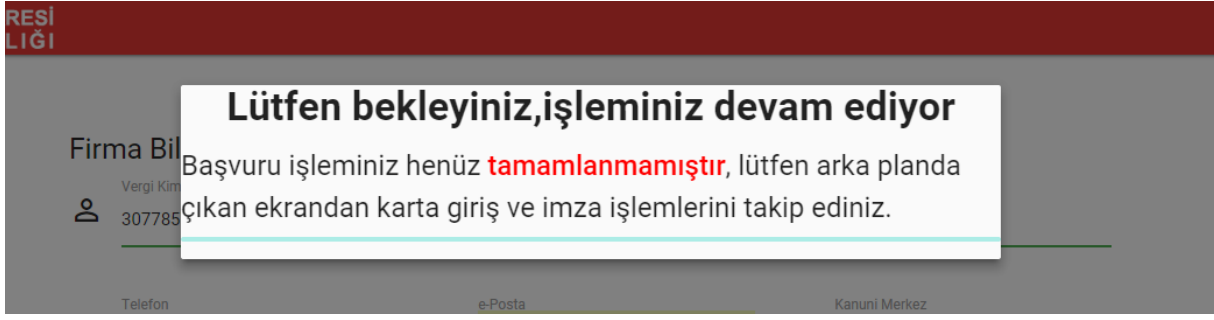 RESİ
LIĞI
Lütfen bekleyiniz,işleminiz devam ediyor
Firma Bil
Başvuru işleminiz henüz tamamlanmamıştır, lütfen arka planda
Vergi Kim
307785
çıkan ekrandan karta giriş ve imza işlemlerini takip ediniz.
Telefon
e-Posta
Kanuni Merkez